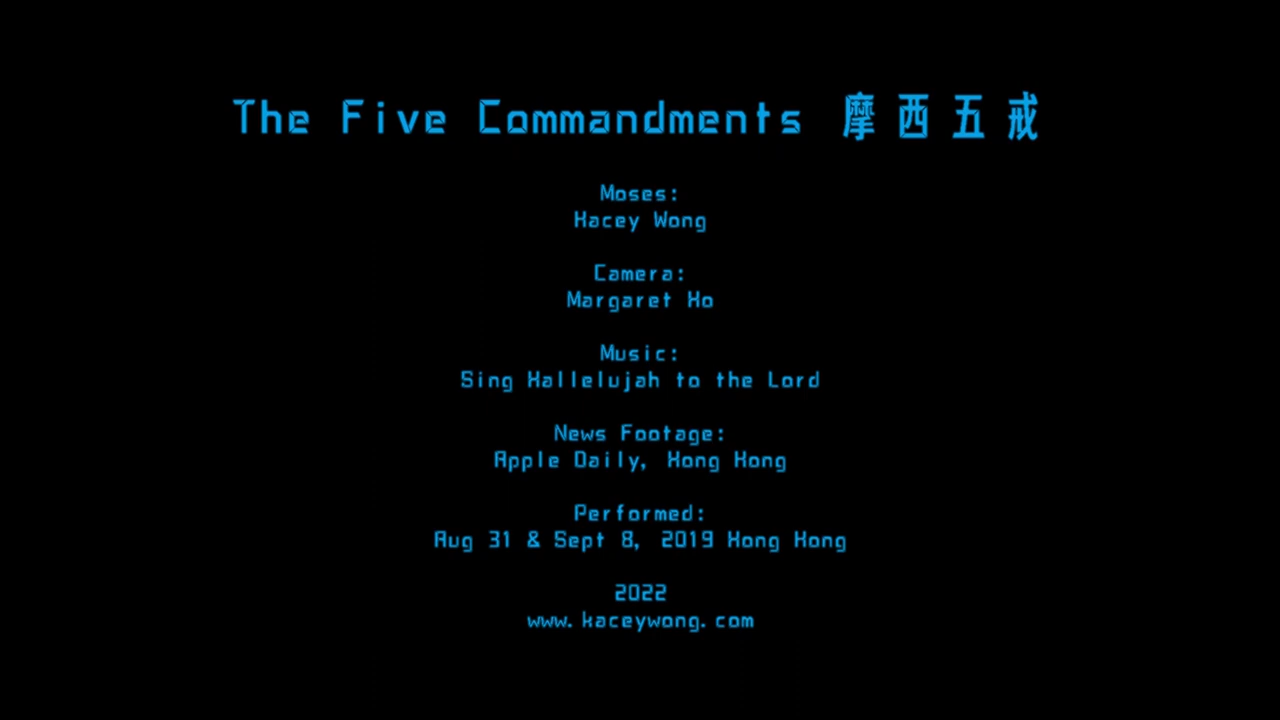 The Five Commandments 摩西五戒
Moses:
Kacey Wong
Camera:
Margaret Ho
Music:
Sing Hallelujah to the Lord
News Footage:
Apple Daily, Hong Kong
Performed:
Aug 31 & Sept 8, 2019 Hong Kong
2022
www.kaceywong.com